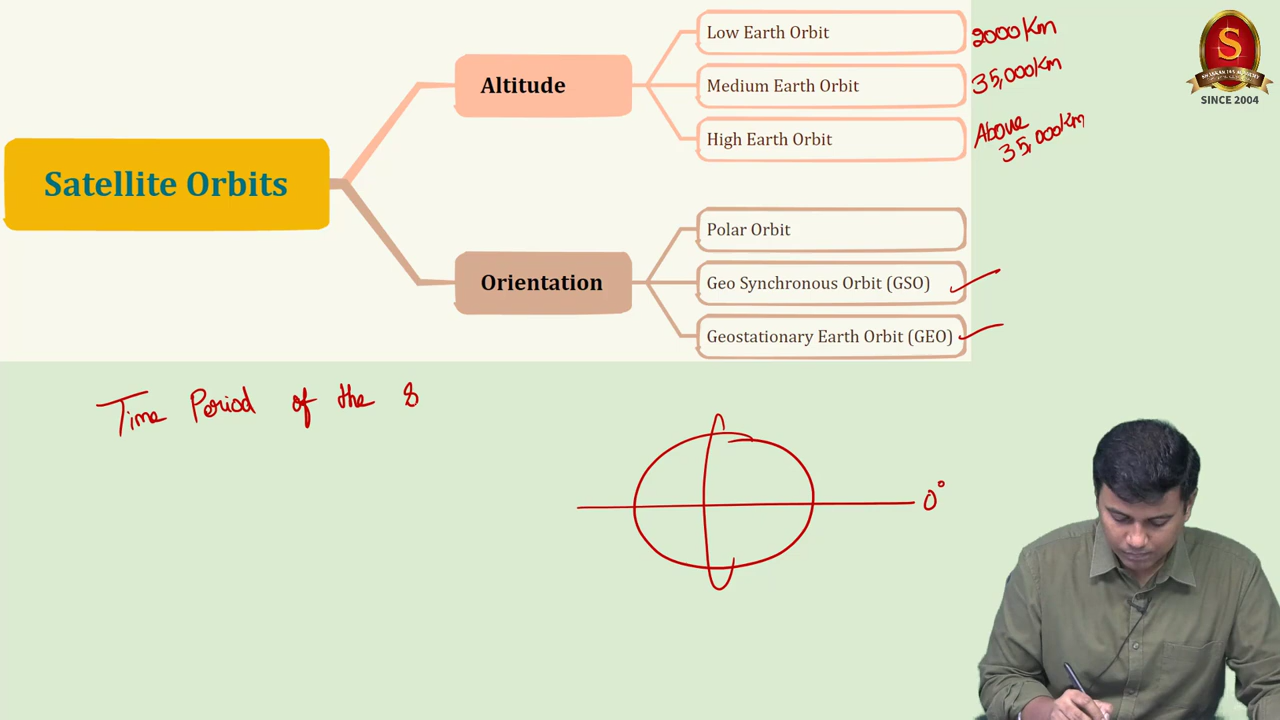 Satellite Orbits
Altitude
Low Earth Orbit
2000Km
Medium Earth Orbit
35,000Km
High Earth Orbit
Above
35,000Km
Orientation
Polar Orbit
Geo Synchronous Orbit (GSO)
Geostationary Earth Orbit (GEO)
Time Period of the s
0°
S
SINCE 2004